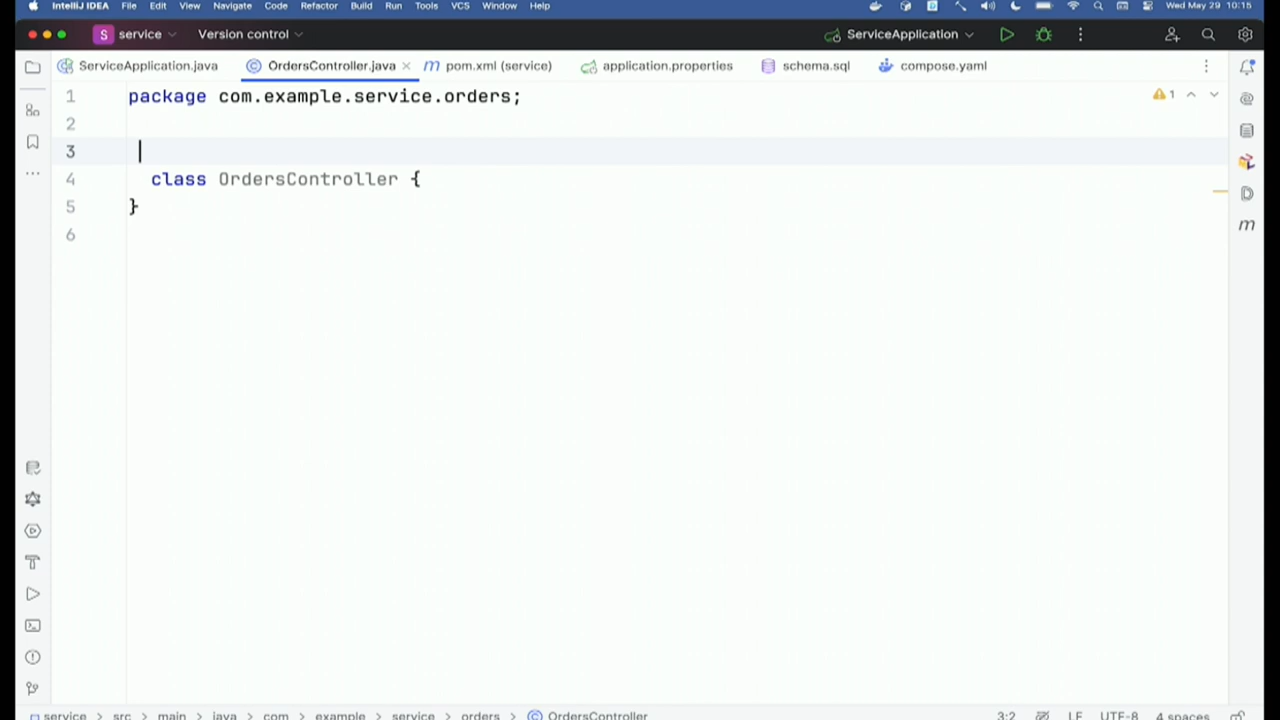 IntelliJ IDEA File Edit View Navigate Code Refactor Build Run Tools VCS Window Help Wed May 29 10:15
S service Version control ServiceApplication
ServiceApplication.java OrdersController.java m pom.xml (service) application.properties schema.sql compose.yaml
1 package com.example.service.orders; 1
2
3
4 class OrdersController {
5 }
6
service > src > main > java > com > example > service > orders > OrdersController 3:2 LF UTF-8 4 spaces